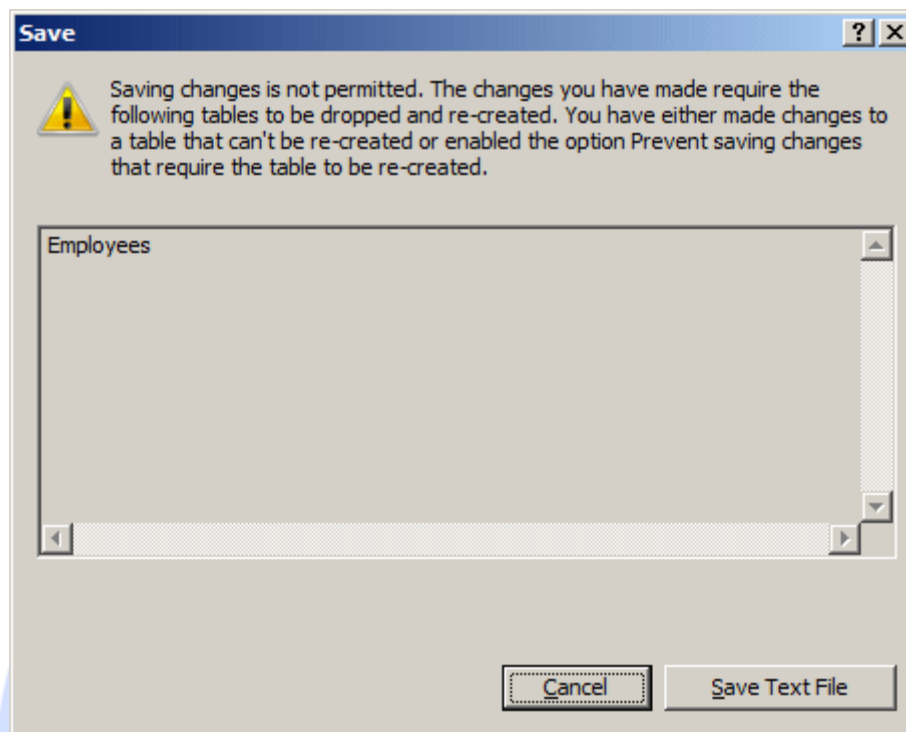 Save
Saving changes is not permitted. The changes you have made require the
following tables to be dropped and re-created. You have either made changes to
a table that can't be re-created or enabled the option Prevent saving changes
that require the table to be re-created.
Employees
Cancel
Save Text File